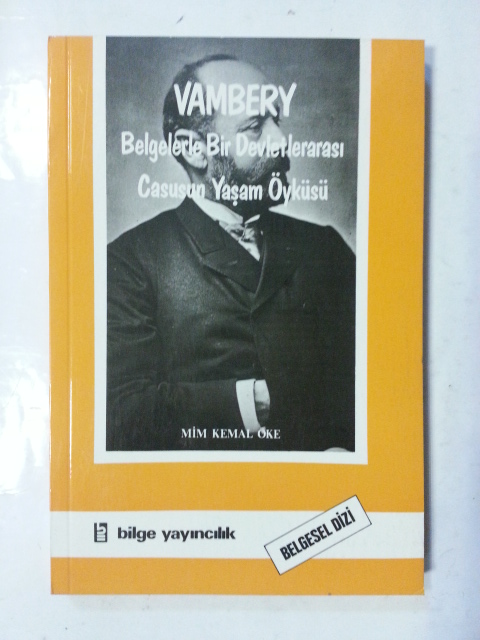 VAMBERY
Belgelerle Bir Devletlerarası
Casusun Yaşam Öyküsü
MİM KEMAL ÖKE
bilge yayıncılık
BELGESEL DİZİ